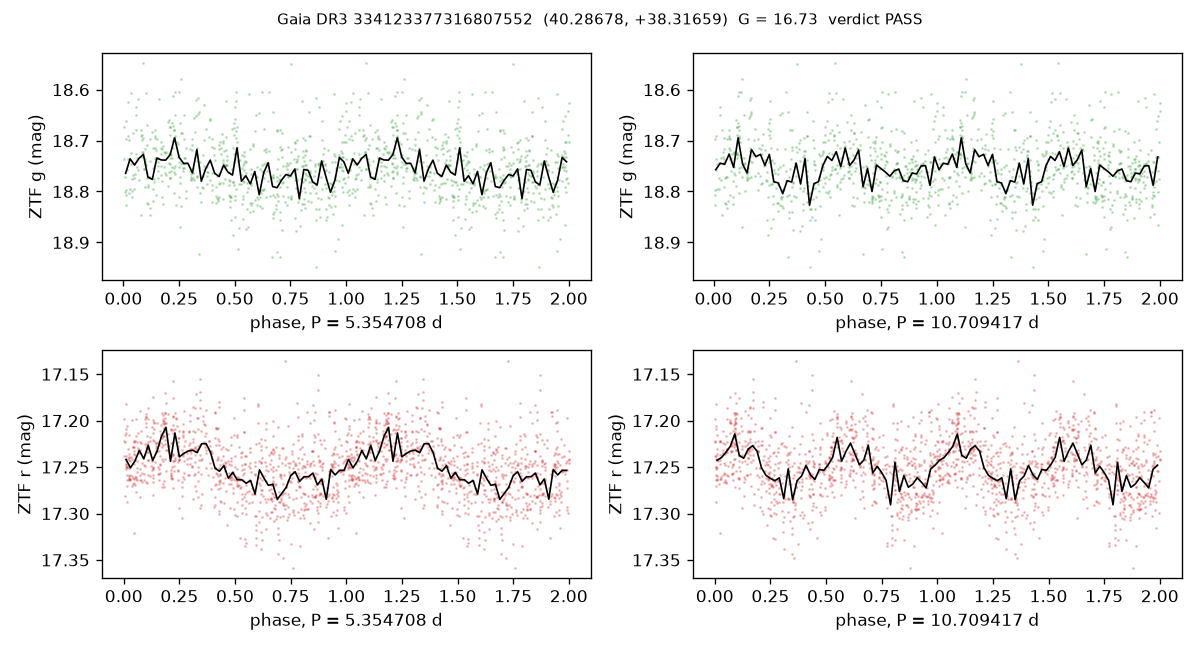 Gaia DR3 334123377316807552 (40.28678, +38.31659) G = 16.73 verdict PASS
ZTF g (mag)
18.6
18.7
18.8
18.9
0.00 0.25 0.50 0.75 1.00 1.25 1.50 1.75 2.00
phase, P = 5.354708 d
ZTF g (mag)
18.6
18.7
18.8
18.9
0.00 0.25 0.50 0.75 1.00 1.25 1.50 1.75 2.00
phase, P = 10.709417 d
ZTF r (mag)
17.15
17.20
17.25
17.30
17.35
0.00 0.25 0.50 0.75 1.00 1.25 1.50 1.75 2.00
phase, P = 5.354708 d
ZTF r (mag)
17.15
17.20
17.25
17.30
17.35
0.00 0.25 0.50 0.75 1.00 1.25 1.50 1.75 2.00
phase, P = 10.709417 d